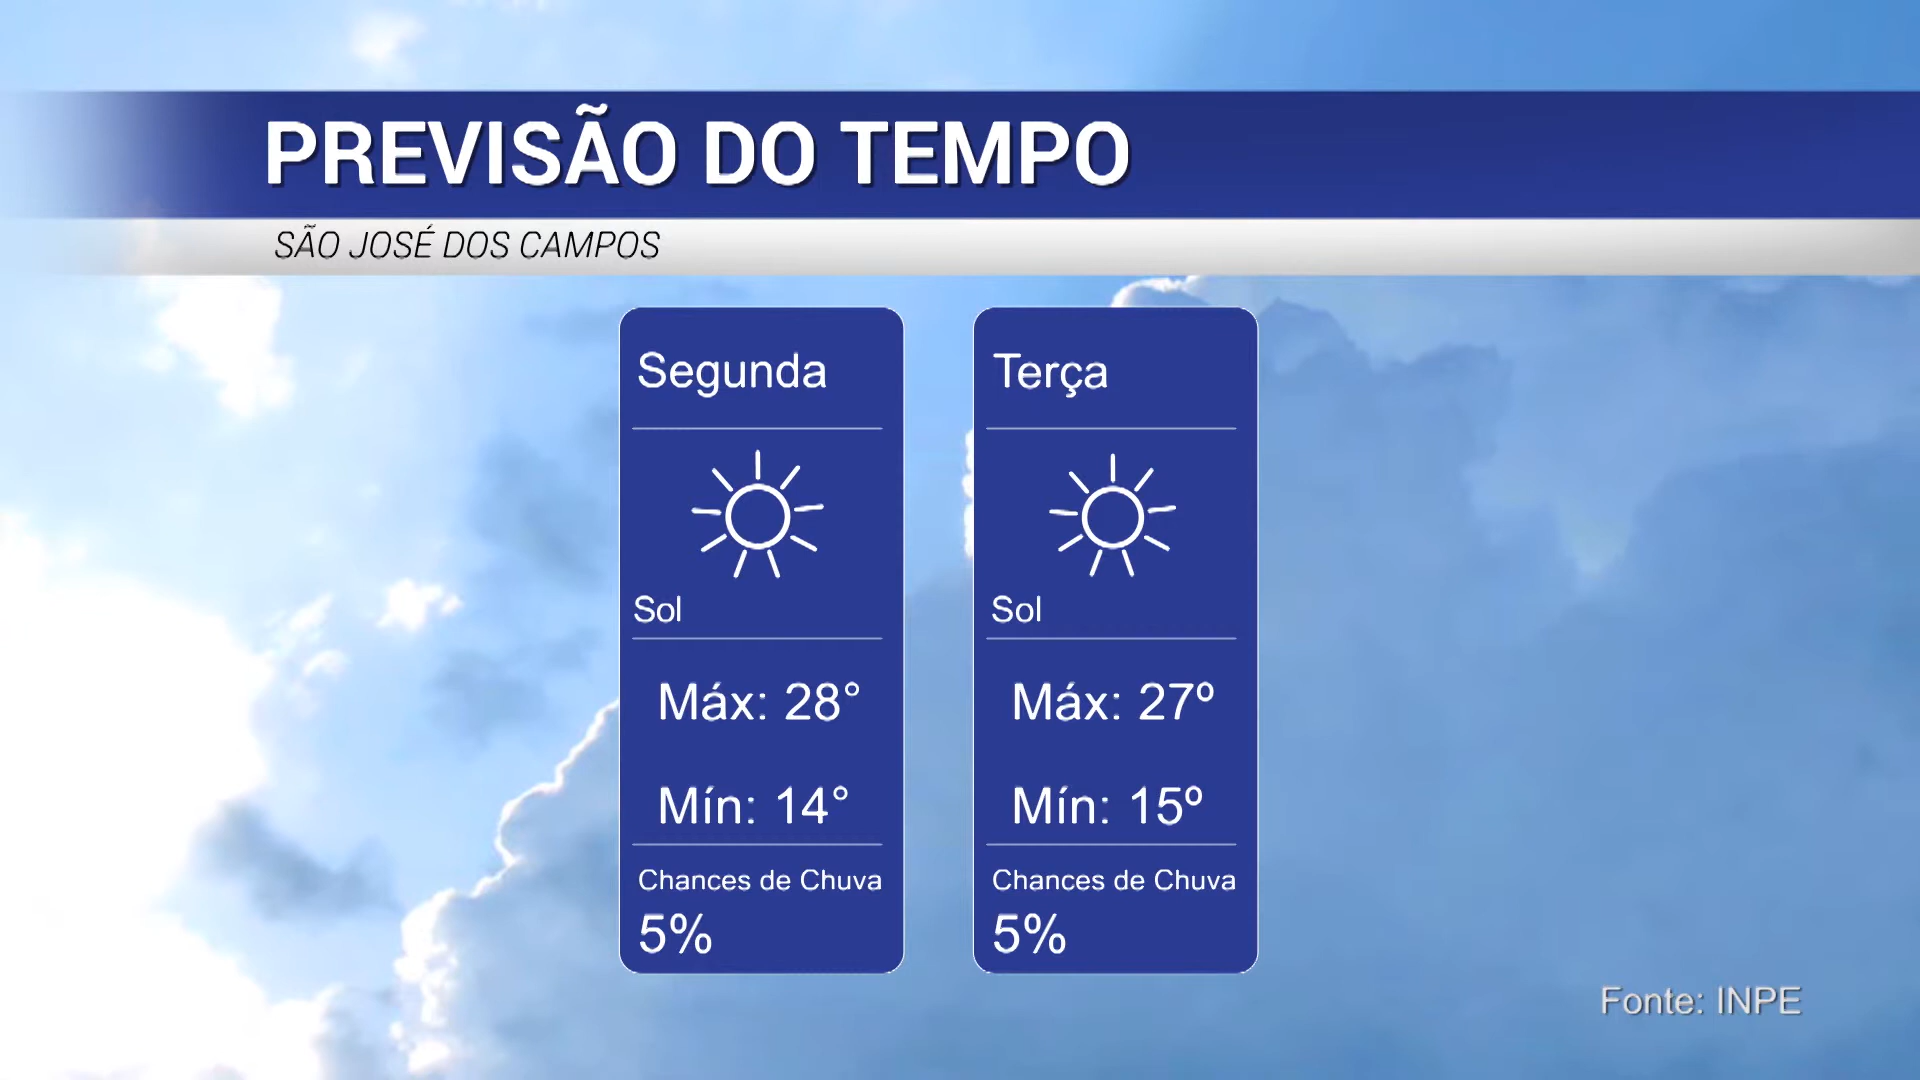 PREVISÃO DO TEMPO
SÃO JOSÉ DOS CAMPOS
Segunda
Sol
Máx: 28°
Mín: 14°
Chances de Chuva
5%
Terça
Sol
Máx: 27º
Mín: 15º
Chances de Chuva
5%
Fonte: INPE